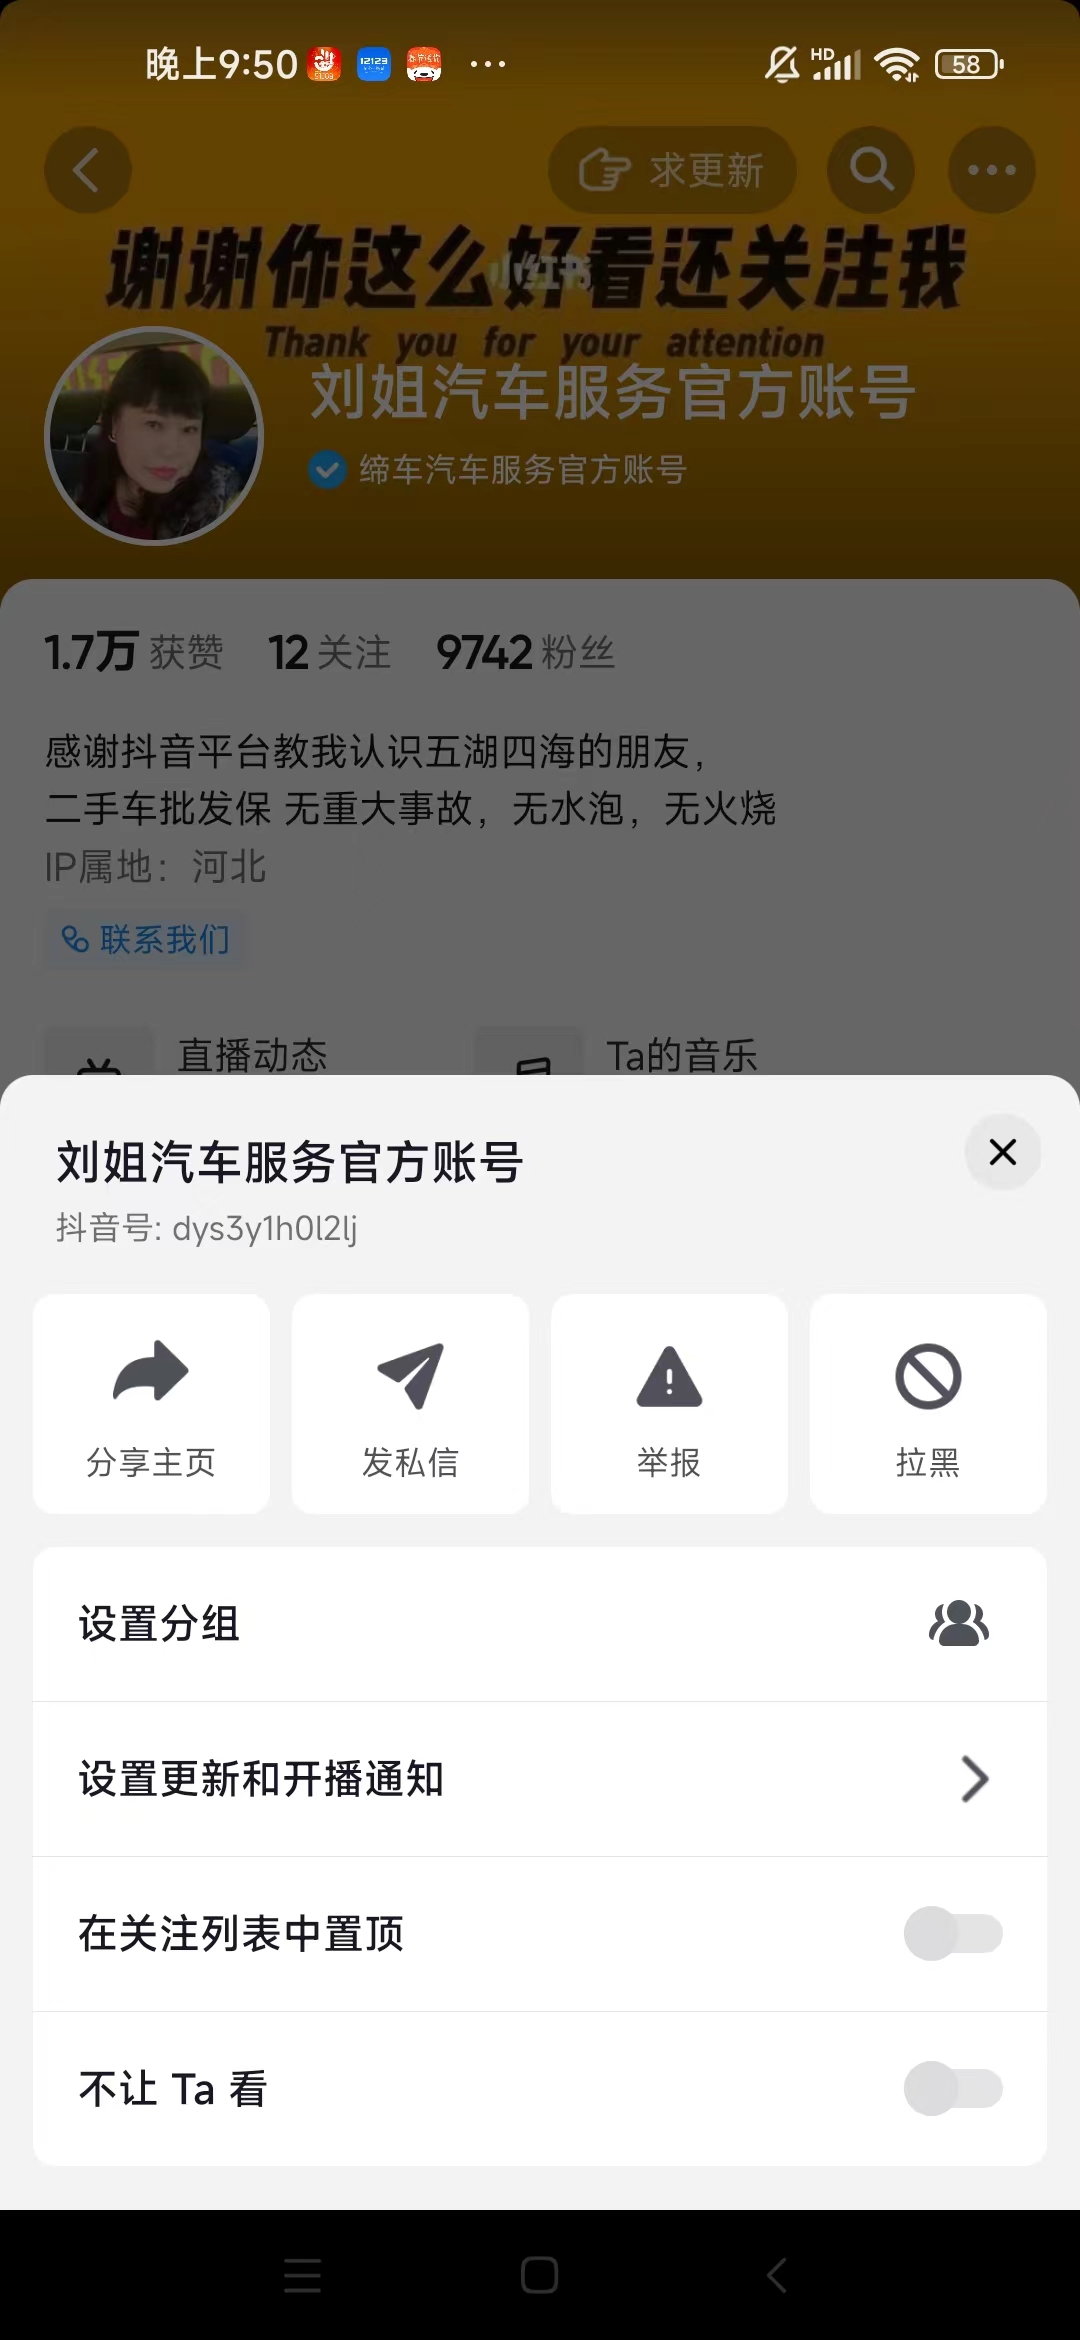 晚上9:50
12123
HD
58
求更新
谢谢你这么好看还关注我
小红书
Thank you for your attention
刘姐汽车服务官方账号
缔车汽车服务官方账号
1.7万 获赞 12 关注 9742 粉丝
感谢抖音平台教我认识五湖四海的朋友,
二手车批发保 无重大事故，无水泡，无火烧
IP属地：河北
联系我们
直播动态 Ta的音乐
刘姐汽车服务官方账号
抖音号: dys3y1h0l2lj
分享主页 发私信 举报 拉黑
设置分组
设置更新和开播通知
在关注列表中置顶
不让 Ta 看